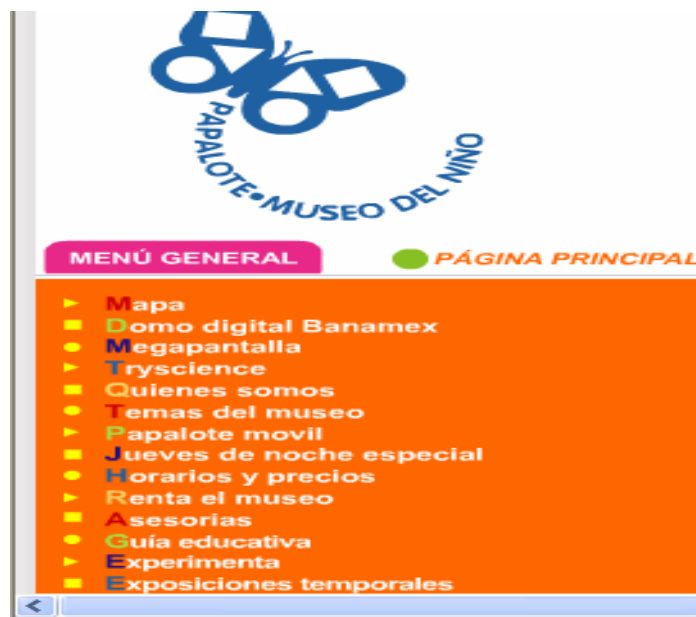 PAPALOTE•MUSEO DEL NIÑO
MENÚ GENERAL
PÁGINA PRINCIPAL
Mapa
Domo digital Banamex
Megapantalla
Tryscience
Quienes somos
Temas del museo
Papalote movil
Jueves de noche especial
Horarios y precios
Renta el museo
Asesorias
Guía educativa
Experimenta
Exposiciones temporales